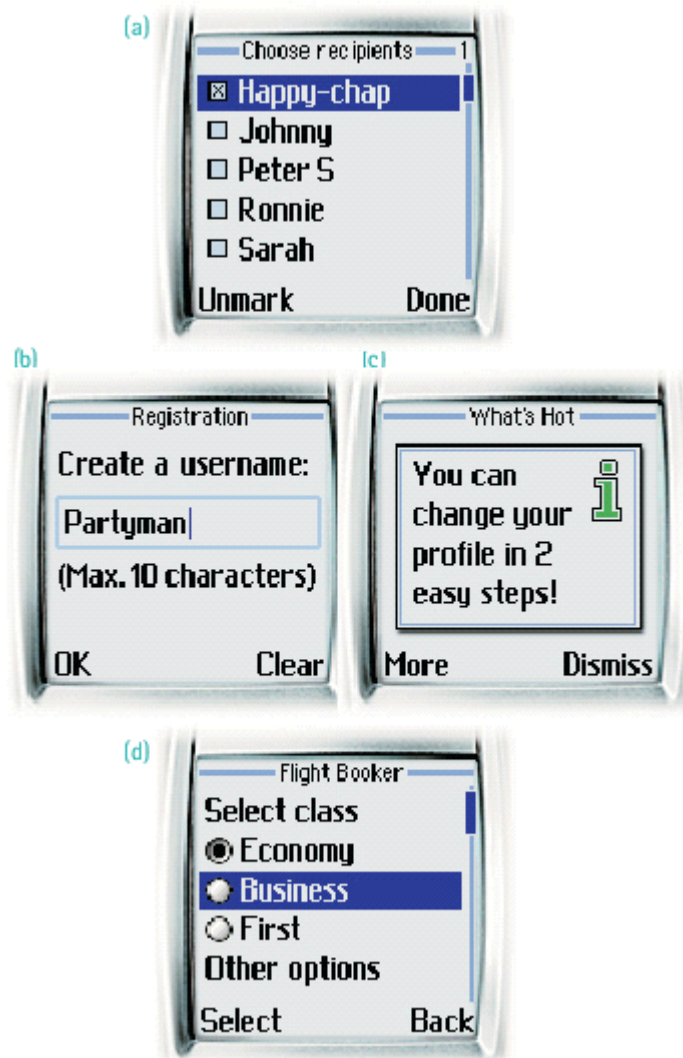 (a)
Choose recipients 1
Happy-chap
Johnny
Peter S
Ronnie
Sarah
Unmark Done
(b)
Registration
Create a username:
Partyman
(Max. 10 characters)
OK Clear
(c)
What's Hot
You can
change your
profile in 2
easy steps!
More Dismiss
(d)
Flight Booker
Select class
Economy
Business
First
Other options
Select Back